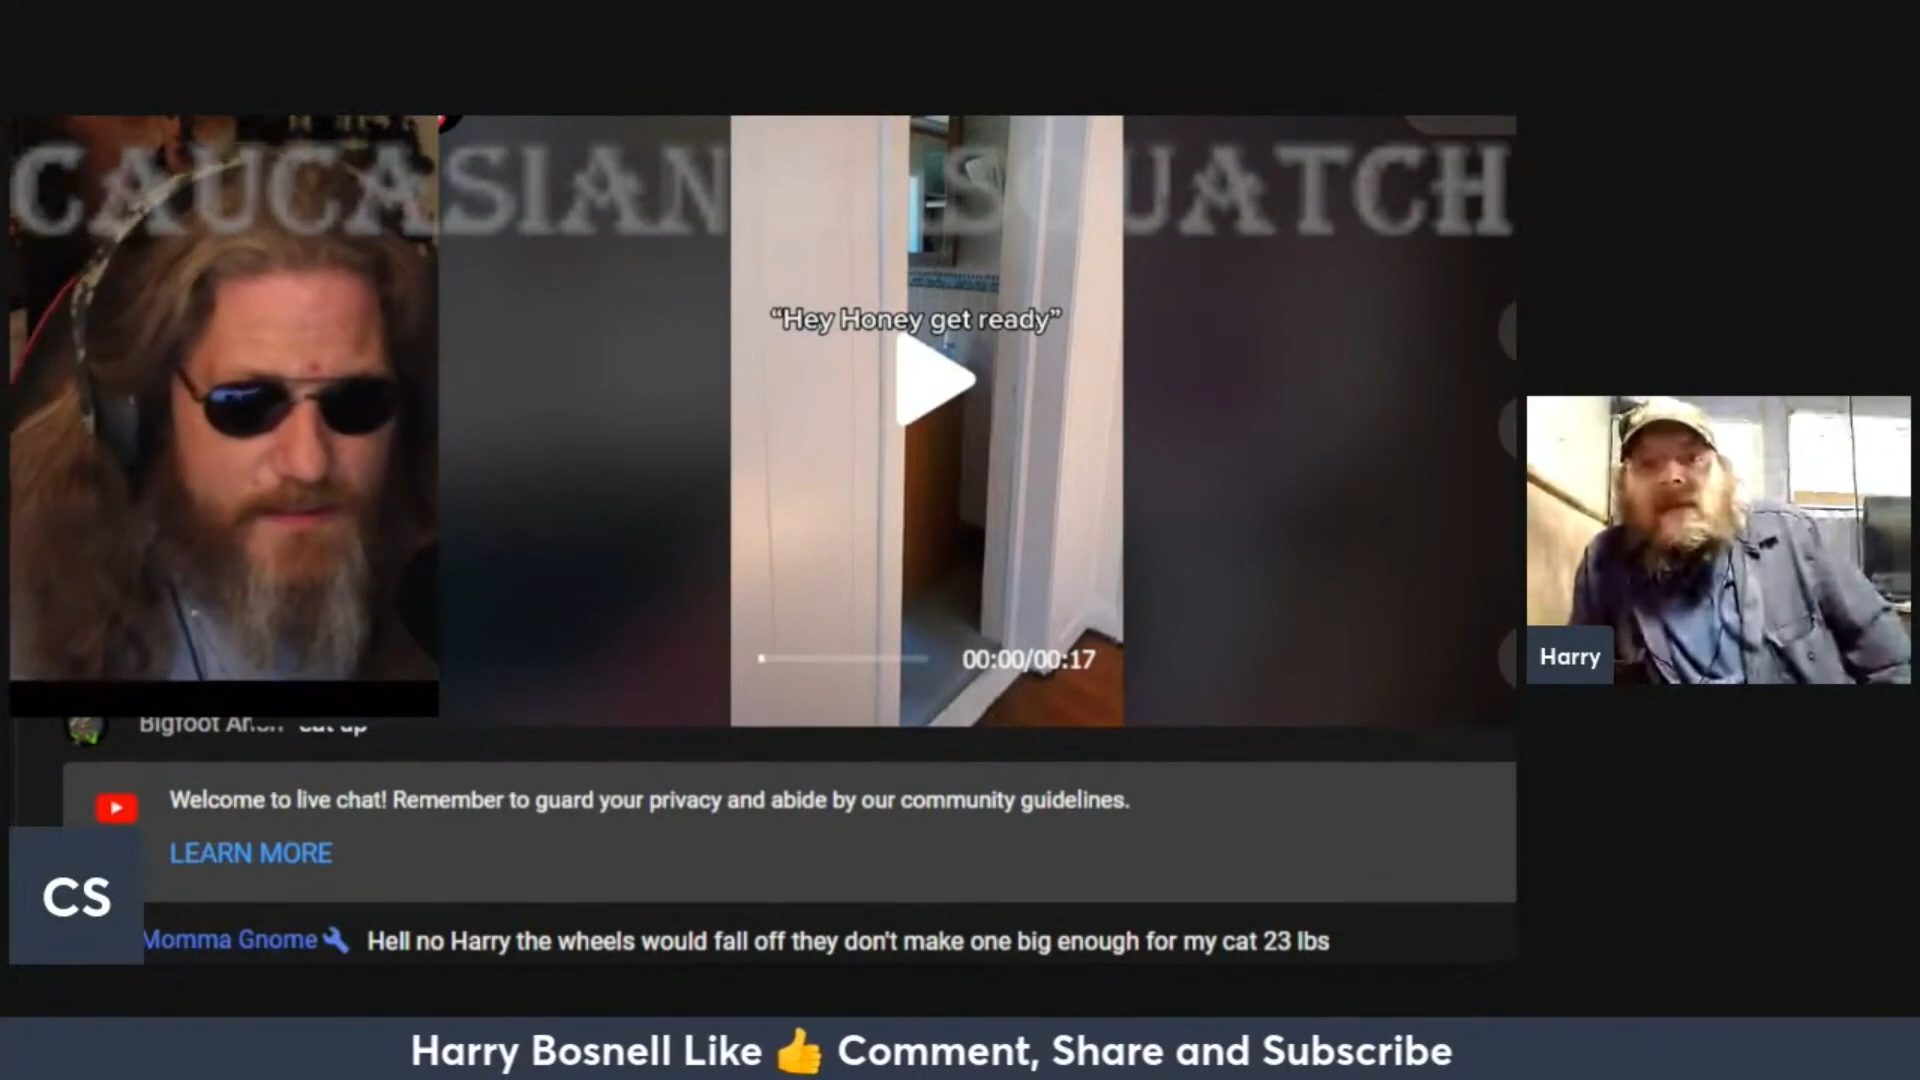 CAUCASIAN SQUATCH
“Hey Honey get ready”
00:00/00:17
Harry
Bigfoot
Welcome to live chat! Remember to guard your privacy and abide by our community guidelines.
LEARN MORE
CS
Momma Gnome Hell no Harry the wheels would fall off they don't make one big enough for my cat 23 lbs
Harry Bosnell Like 👍 Comment, Share and Subscribe